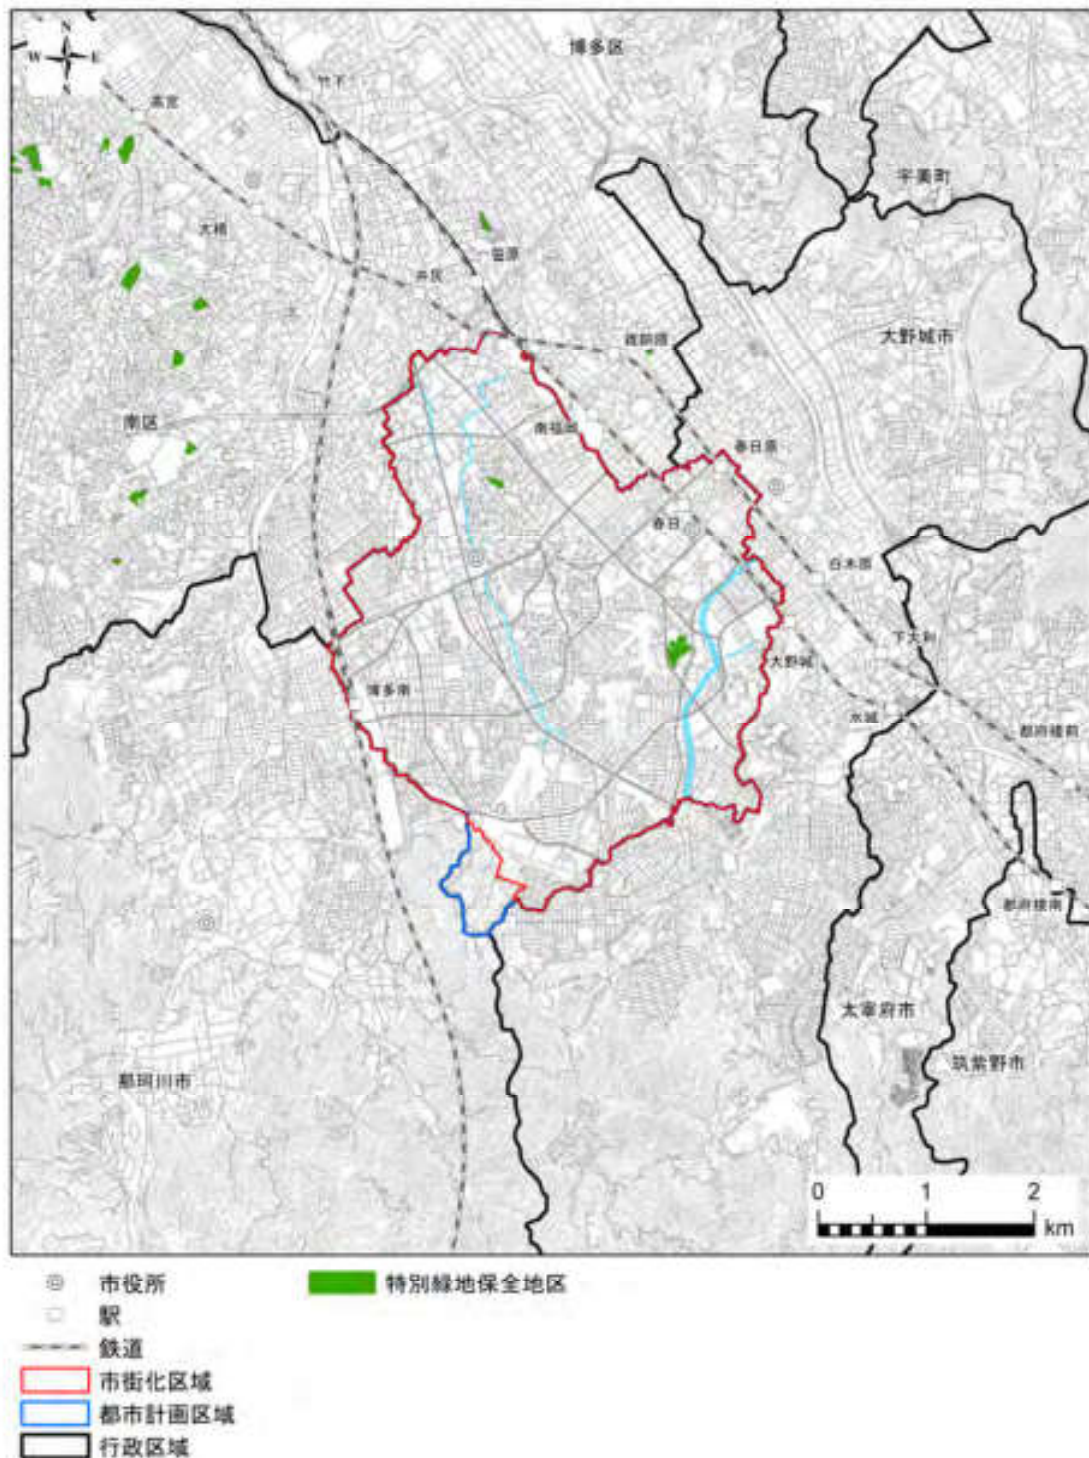 N
W E
S
博多区
竹下
高宮
宇美町
大橋
笹原
井尻
雑餉隈
大野城市
南区
南福岡
春日原
春日
白木原
下大利
大野城
博多南
水城
都府楼前
都府楼南
太宰府市
筑紫野市
那珂川市
0 1 2
km
市役所 特別緑地保全地区
駅
鉄道
市街化区域
都市計画区域
行政区域